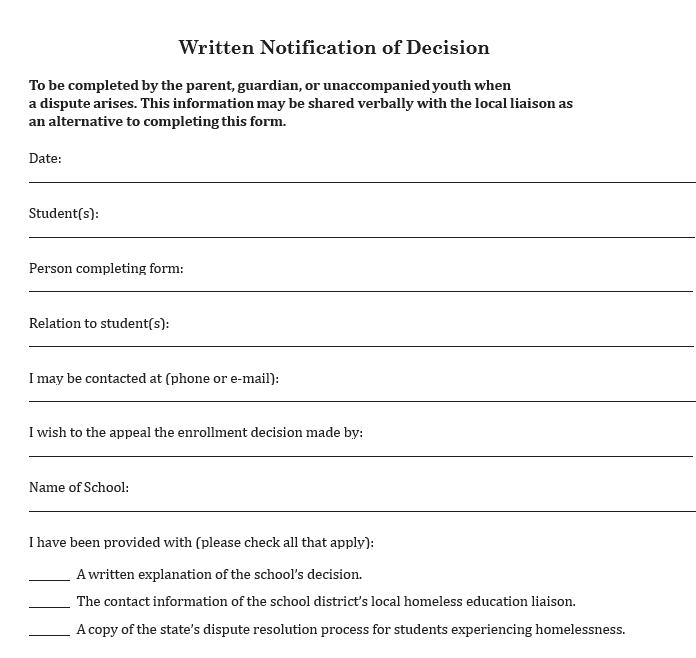 Written Notification of Decision
To be completed by the parent, guardian, or unaccompanied youth when
a dispute arises. This information may be shared verbally with the local liaison as
an alternative to completing this form.
Date:
Student(s):
Person completing form:
Relation to student(s):
I may be contacted at (phone or e-mail):
I wish to the appeal the enrollment decision made by:
Name of School:
I have been provided with (please check all that apply):
______ A written explanation of the school's decision.
______ The contact information of the school district's local homeless education liaison.
______ A copy of the state's dispute resolution process for students experiencing homelessness.